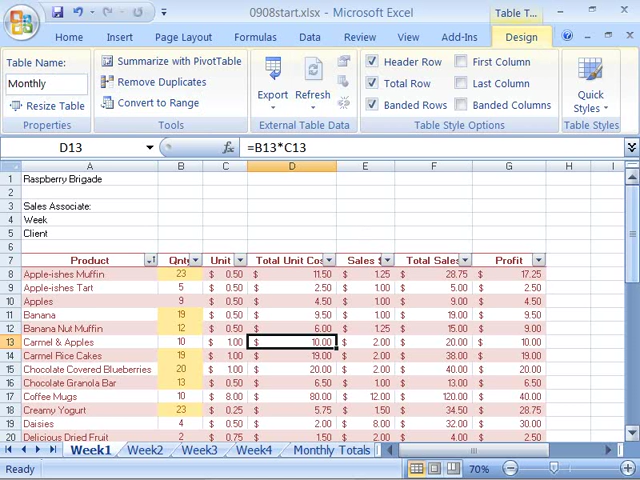 0908start.xlsx - Microsoft Excel
Table T...
Home Insert Page Layout Formulas Data Review View Add-Ins Design
Table Name:
Monthly
Resize Table
Properties
Summarize with PivotTable
Remove Duplicates
Convert to Range
Tools
Export Refresh
External Table Data
Header Row First Column
Total Row Last Column
Banded Rows Banded Columns
Table Style Options
Quick
Styles
Table Styles
D13 =B13*C13
A B C D E F G H I
1 Raspberry Brigade
2
3 Sales Associate:
4 Week
5 Client
6
7 Product Qnty Unit Total Unit Cos Sales $ Total Sales Profit
8 Apple-ishes Muffin 23 $ 0.50 $ 11.50 $ 1.25 $ 28.75 $ 17.25
9 Apple-ishes Tart 5 $ 0.50 $ 2.50 $ 1.00 $ 5.00 $ 2.50
10 Apples 9 $ 0.50 $ 4.50 $ 1.00 $ 9.00 $ 4.50
11 Banana 19 $ 0.50 $ 9.50 $ 1.00 $ 19.00 $ 9.50
12 Banana Nut Muffin 12 $ 0.50 $ 6.00 $ 1.25 $ 15.00 $ 9.00
13 Carmel & Apples 10 $ 1.00 $ 10.00 $ 2.00 $ 20.00 $ 10.00
14 Carmel Rice Cakes 19 $ 1.00 $ 19.00 $ 2.00 $ 38.00 $ 19.00
15 Chocolate Covered Blueberries 20 $ 1.00 $ 20.00 $ 2.00 $ 40.00 $ 20.00
16 Chocolate Granola Bar 13 $ 0.50 $ 6.50 $ 1.00 $ 13.00 $ 6.50
17 Coffee Mugs 10 $ 8.00 $ 80.00 $ 12.00 $ 120.00 $ 40.00
18 Creamy Yogurt 23 $ 0.25 $ 5.75 $ 1.50 $ 34.50 $ 28.75
19 Daisies 4 $ 0.50 $ 2.00 $ 8.00 $ 32.00 $ 30.00
20 Delicious Dried Fruit 2 $ 0.75 $ 1.50 $ 2.00 $ 4.00 $ 2.50
Week1 Week2 Week3 Week4 Monthly Totals
Ready 70%